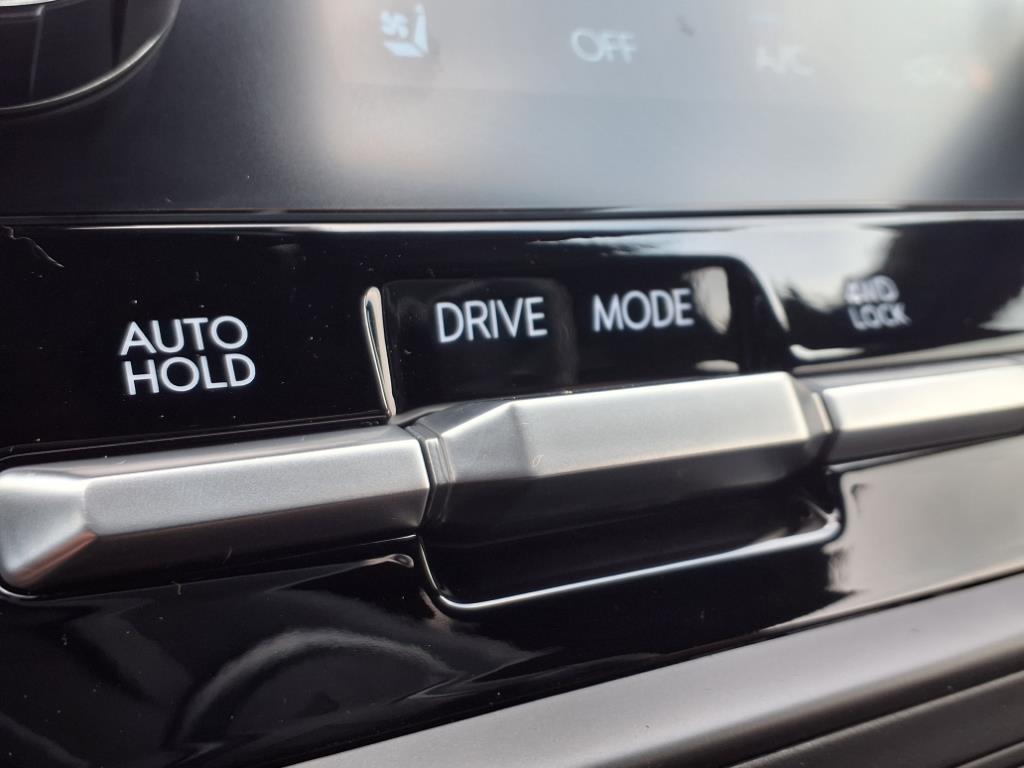 OFF
A/C
AUTO
HOLD
DRIVE MODE
4WD
LOCK